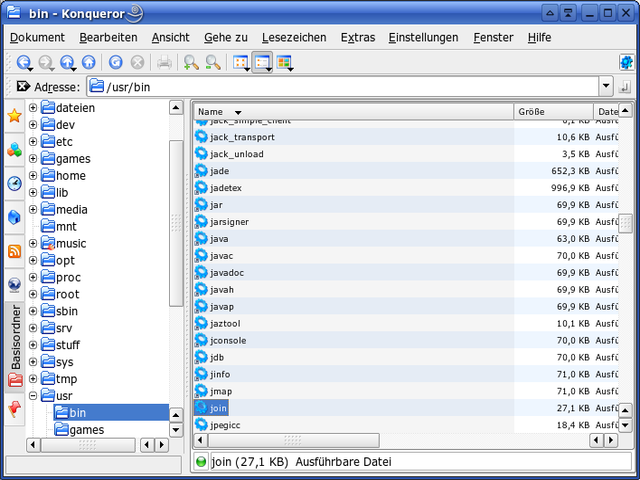 bin - Konqueror
Dokument Bearbeiten Ansicht Gehe zu Lesezeichen Extras Einstellungen Fenster Hilfe
Adresse: /usr/bin
Basisordner
dateien
dev
etc
games
home
lib
media
mnt
music
opt
proc
root
sbin
srv
stuff
sys
tmp
usr
bin
games
Name Größe Date
jack_simple_client 6,1 KB Ausfü
jack_transport 10,6 KB Ausfü
jack_unload 3,5 KB Ausfü
jade 652,3 KB Ausfü
jadetex 996,9 KB Ausfü
jar 69,9 KB Ausfü
jarsigner 69,9 KB Ausfü
java 63,0 KB Ausfü
javac 70,0 KB Ausfü
javadoc 69,9 KB Ausfü
javah 69,9 KB Ausfü
javap 69,9 KB Ausfü
jaztool 10,1 KB Ausfü
jconsole 70,0 KB Ausfü
jdb 70,0 KB Ausfü
jinfo 71,0 KB Ausfü
jmap 71,0 KB Ausfü
join 27,1 KB Ausfü
jpegicc 18,4 KB Ausfü
join (27,1 KB) Ausführbare Datei